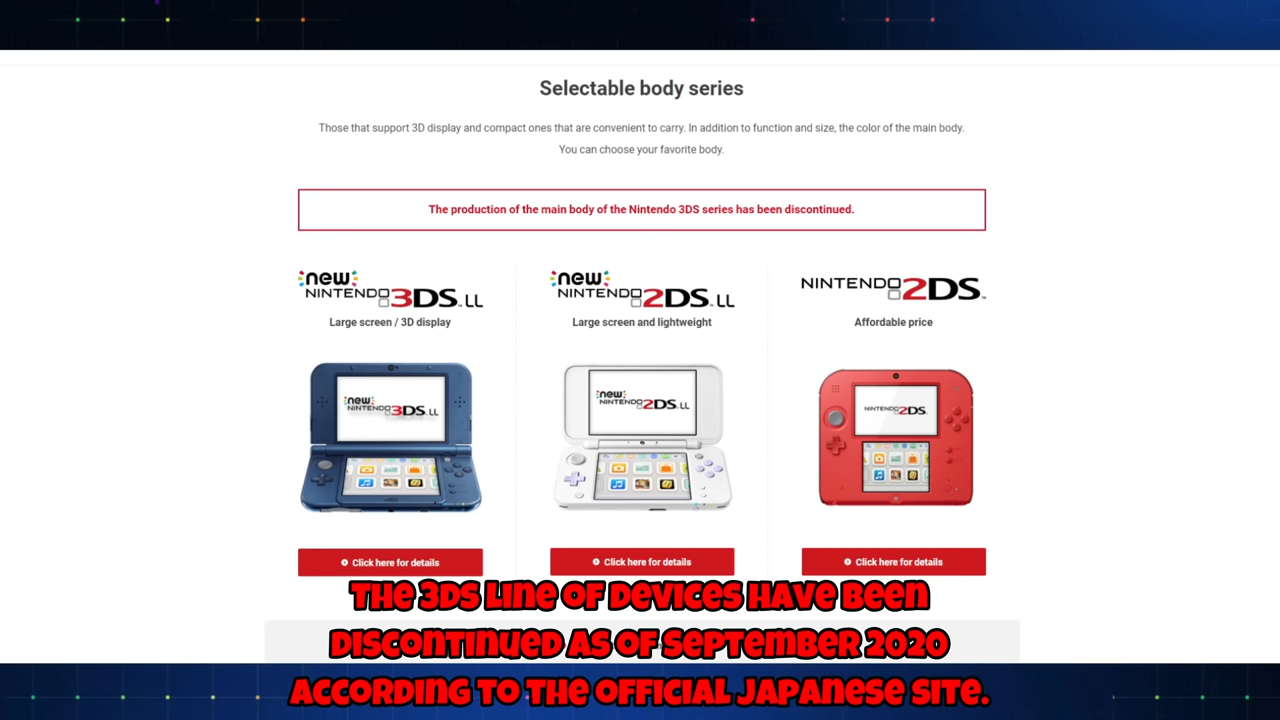 Selectable body series
Those that support 3D display and compact ones that are convenient to carry. In addition to function and size, the color of the main body.
You can choose your favorite body.
The production of the main body of the Nintendo 3DS series has been discontinued.
new NINTENDO 3DS LL
Large screen / 3D display
new NINTENDO 2DS LL
Large screen and lightweight
NINTENDO 2DS
Affordable price
new NINTENDO 3DS LL
new NINTENDO 2DS LL
NINTENDO 2DS
Click here for details
Click here for details
Click here for details
The 3DS line of devices have been
discontinued as of September 2020
according to the official Japanese site.